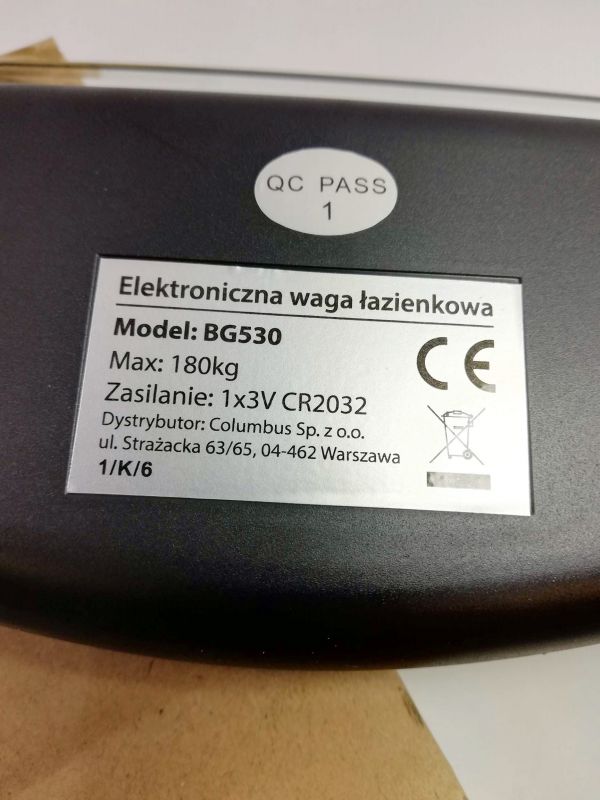 QC PASS
1
Elektroniczna waga łazienkowa
Model: BG530
Max: 180kg
Zasilanie: 1x3V CR2032
Dystrybutor: Columbus Sp. z o.o.
ul. Strażacka 63/65, 04-462 Warszawa
1/K/6
CE